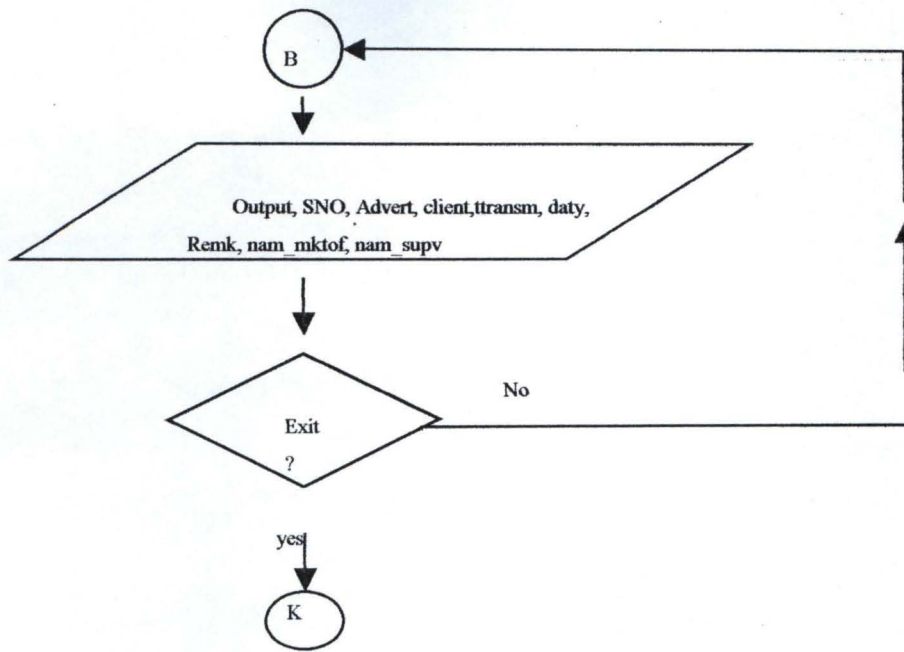 B
Output, SNO, Advert, client,ttransm, daty,
Remk, nam_mktof, nam_supv
No
Exit
?
yes
K